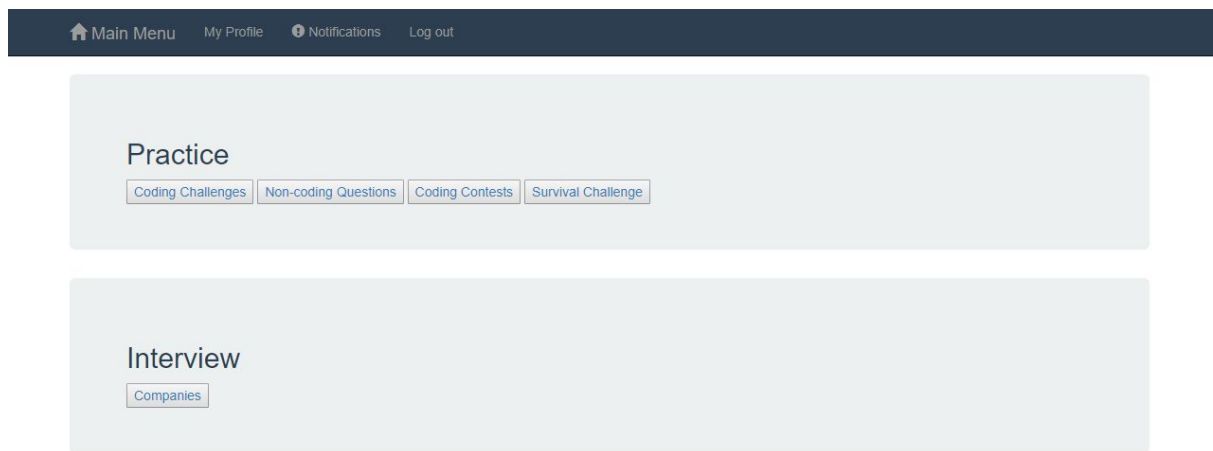 Main Menu My Profile Notifications Log out
Practice
Coding Challenges Non-coding Questions Coding Contests Survival Challenge
Interview
Companies